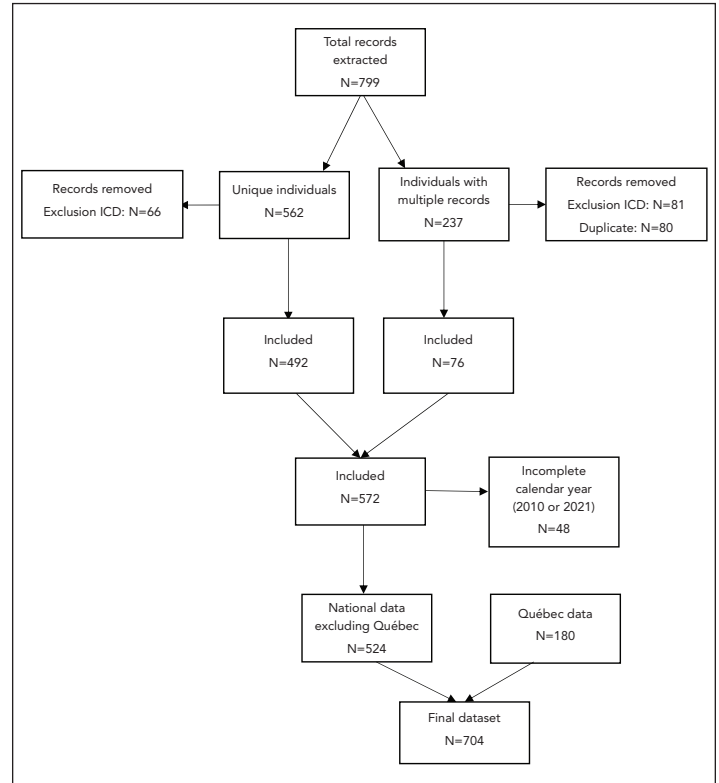 Total records
extracted
N=799
Records removed
Exclusion ICD: N=66
Unique individuals
N=562
Individuals with
multiple records
N=237
Records removed
Exclusion ICD: N=81
Duplicate: N=80
Included
N=492
Included
N=76
Included
N=572
Incomplete
calendar year
(2010 or 2021)
N=48
National data
excluding Québec
N=524
Québec data
N=180
Final dataset
N=704